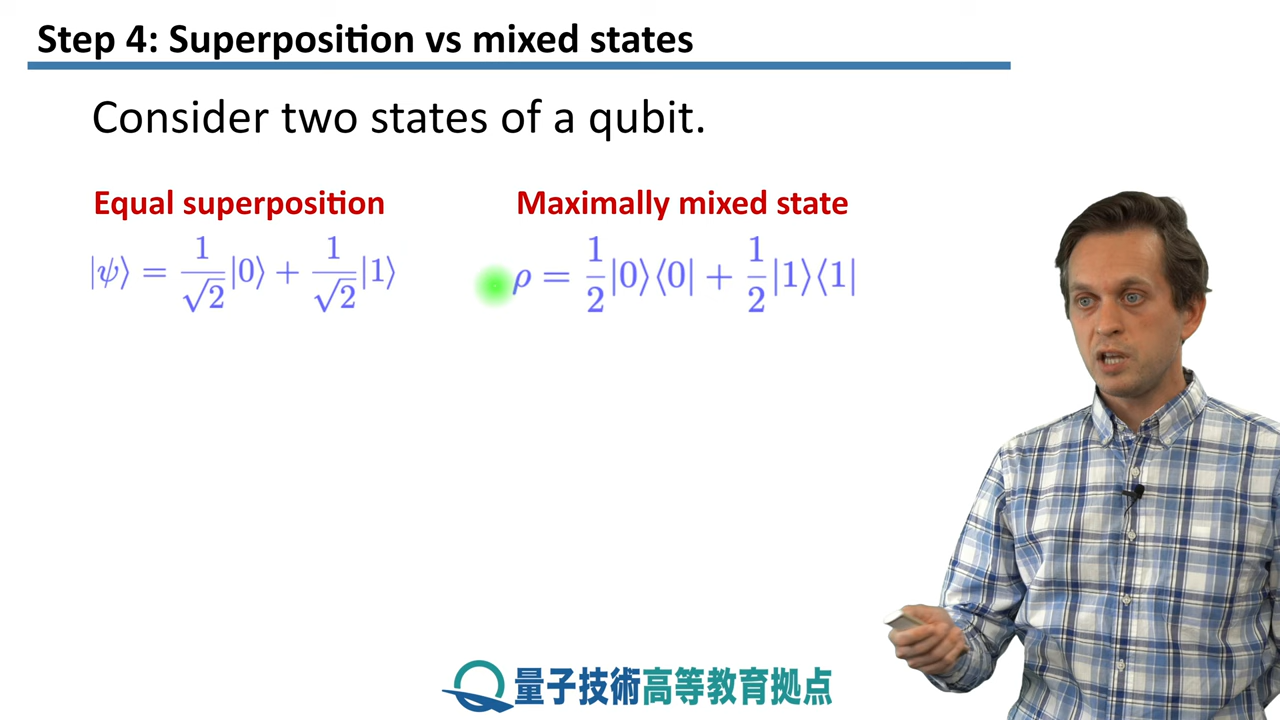 Step 4: Superposition vs mixed states
Consider two states of a qubit.
Equal superposition
|ψ⟩ = 1/√2 |0⟩ + 1/√2 |1⟩
Maximally mixed state
ρ = 1/2 |0⟩⟨0| + 1/2 |1⟩⟨1|
量子技術高等教育拠点